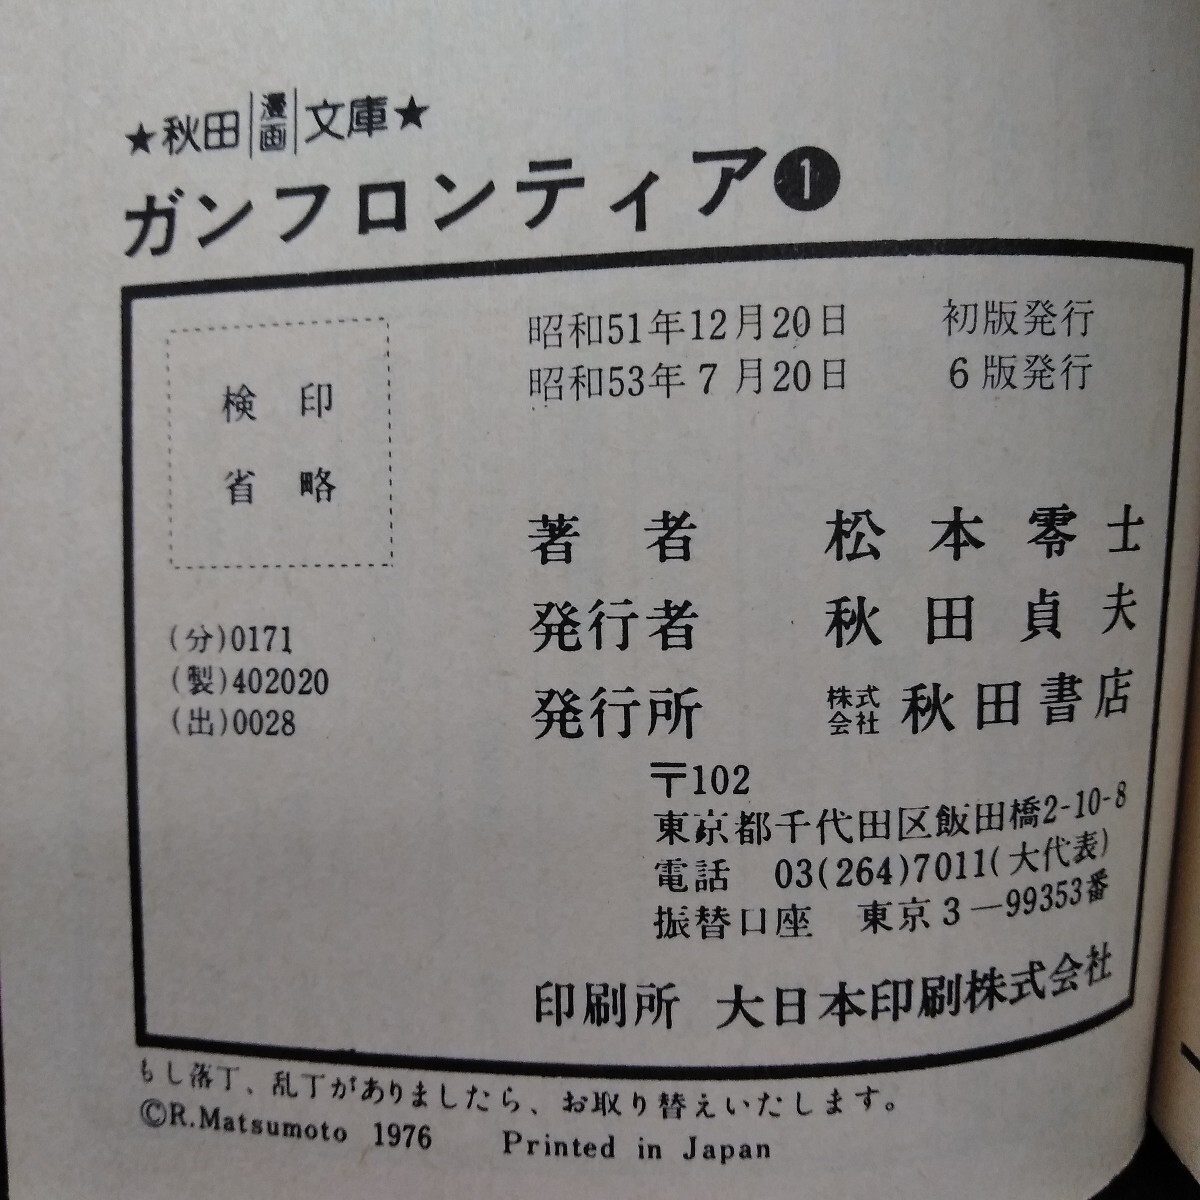 ★秋田漫画文庫★
ガンフロンティア❶
検印
省略
昭和51年12月20日 初版発行
昭和53年7月20日 6版発行
著者 松本零士
発行者 秋田貞夫
発行所 株式会社 秋田書店
〒102
東京都千代田区飯田橋2-10-8
電話 03(264)7011(大代表)
振替口座 東京3―99353番
印刷所 大日本印刷株式会社
(分)0171
(製)402020
(出)0028
もし落丁、乱丁がありましたら、お取り替えいたします。
©R.Matsumoto 1976 Printed in Japan